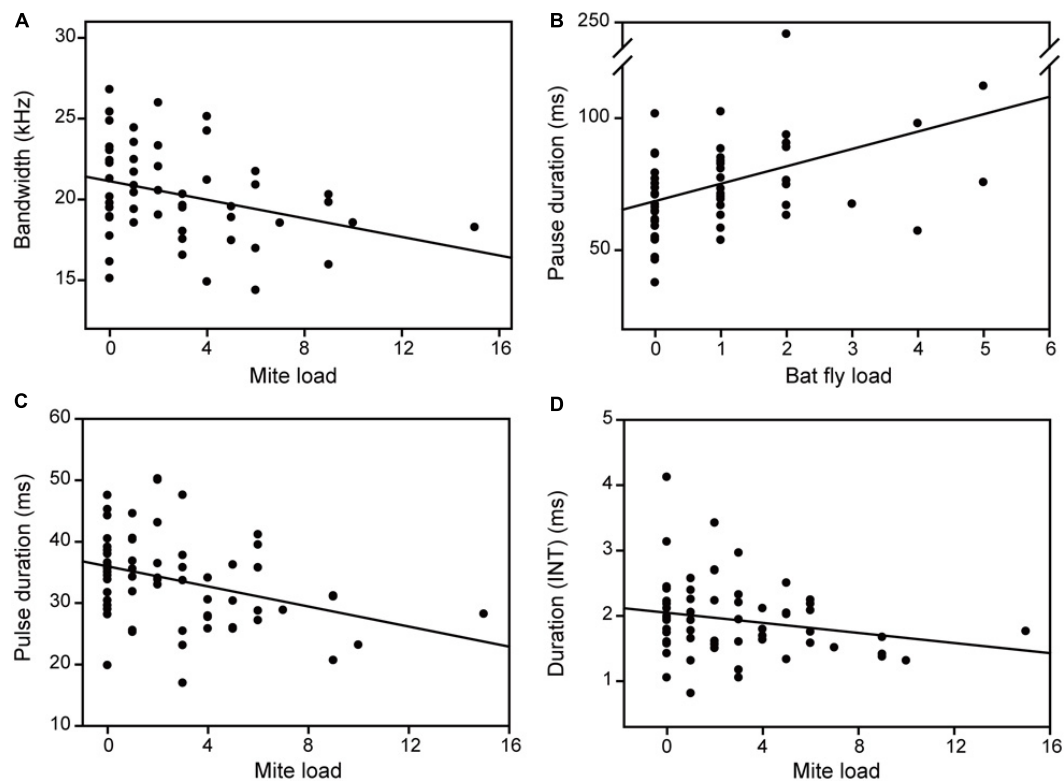 A
30
25
20
15
Bandwidth (kHz)
0 4 8 12 16
Mite load
B
250
100
50
Pause duration (ms)
0 1 2 3 4 5 6
Bat fly load
C
60
50
40
30
20
10
Pulse duration (ms)
0 4 8 12 16
Mite load
D
5
4
3
2
1
Duration (INT) (ms)
0 4 8 12 16
Mite load